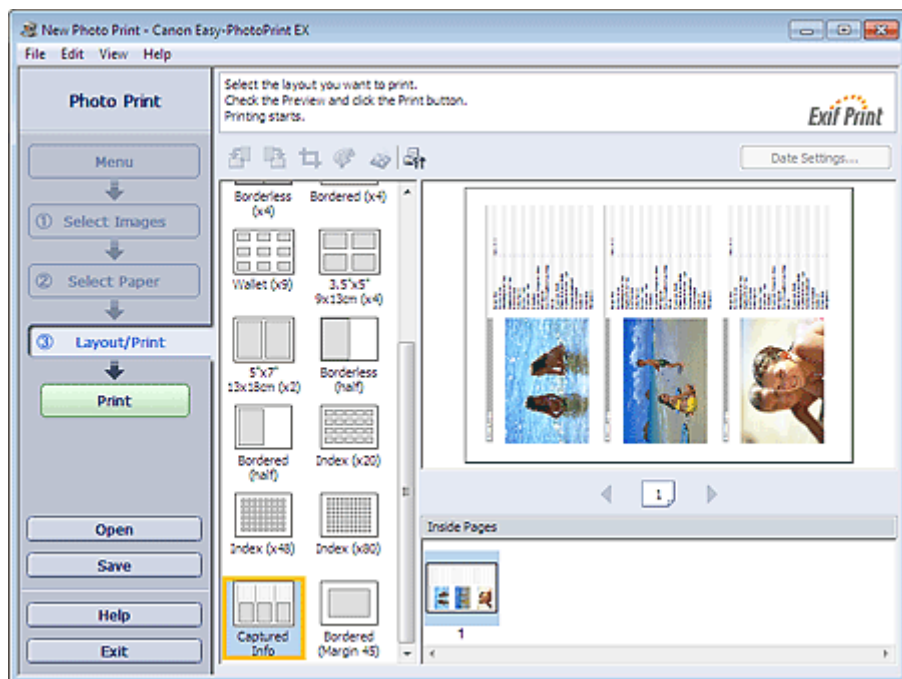 New Photo Print - Canon Easy-PhotoPrint EX
File Edit View Help
Photo Print
Select the layout you want to print.
Check the Preview and click the Print button.
Printing starts.
Exif Print
Menu
Date Settings...
① Select Images
② Select Paper
③ Layout/Print
Print
Open
Save
Help
Exit
Borderless
(x4)
Bordered (x4)
Wallet (x9)
3.5"x5"
9x13cm (x4)
5"x7"
13x18cm (x2)
Borderless
(half)
Bordered
(half)
Index (x20)
Index (x48)
Index (x80)
Captured
Info
Bordered
(Margin 45)
1
Inside Pages
1